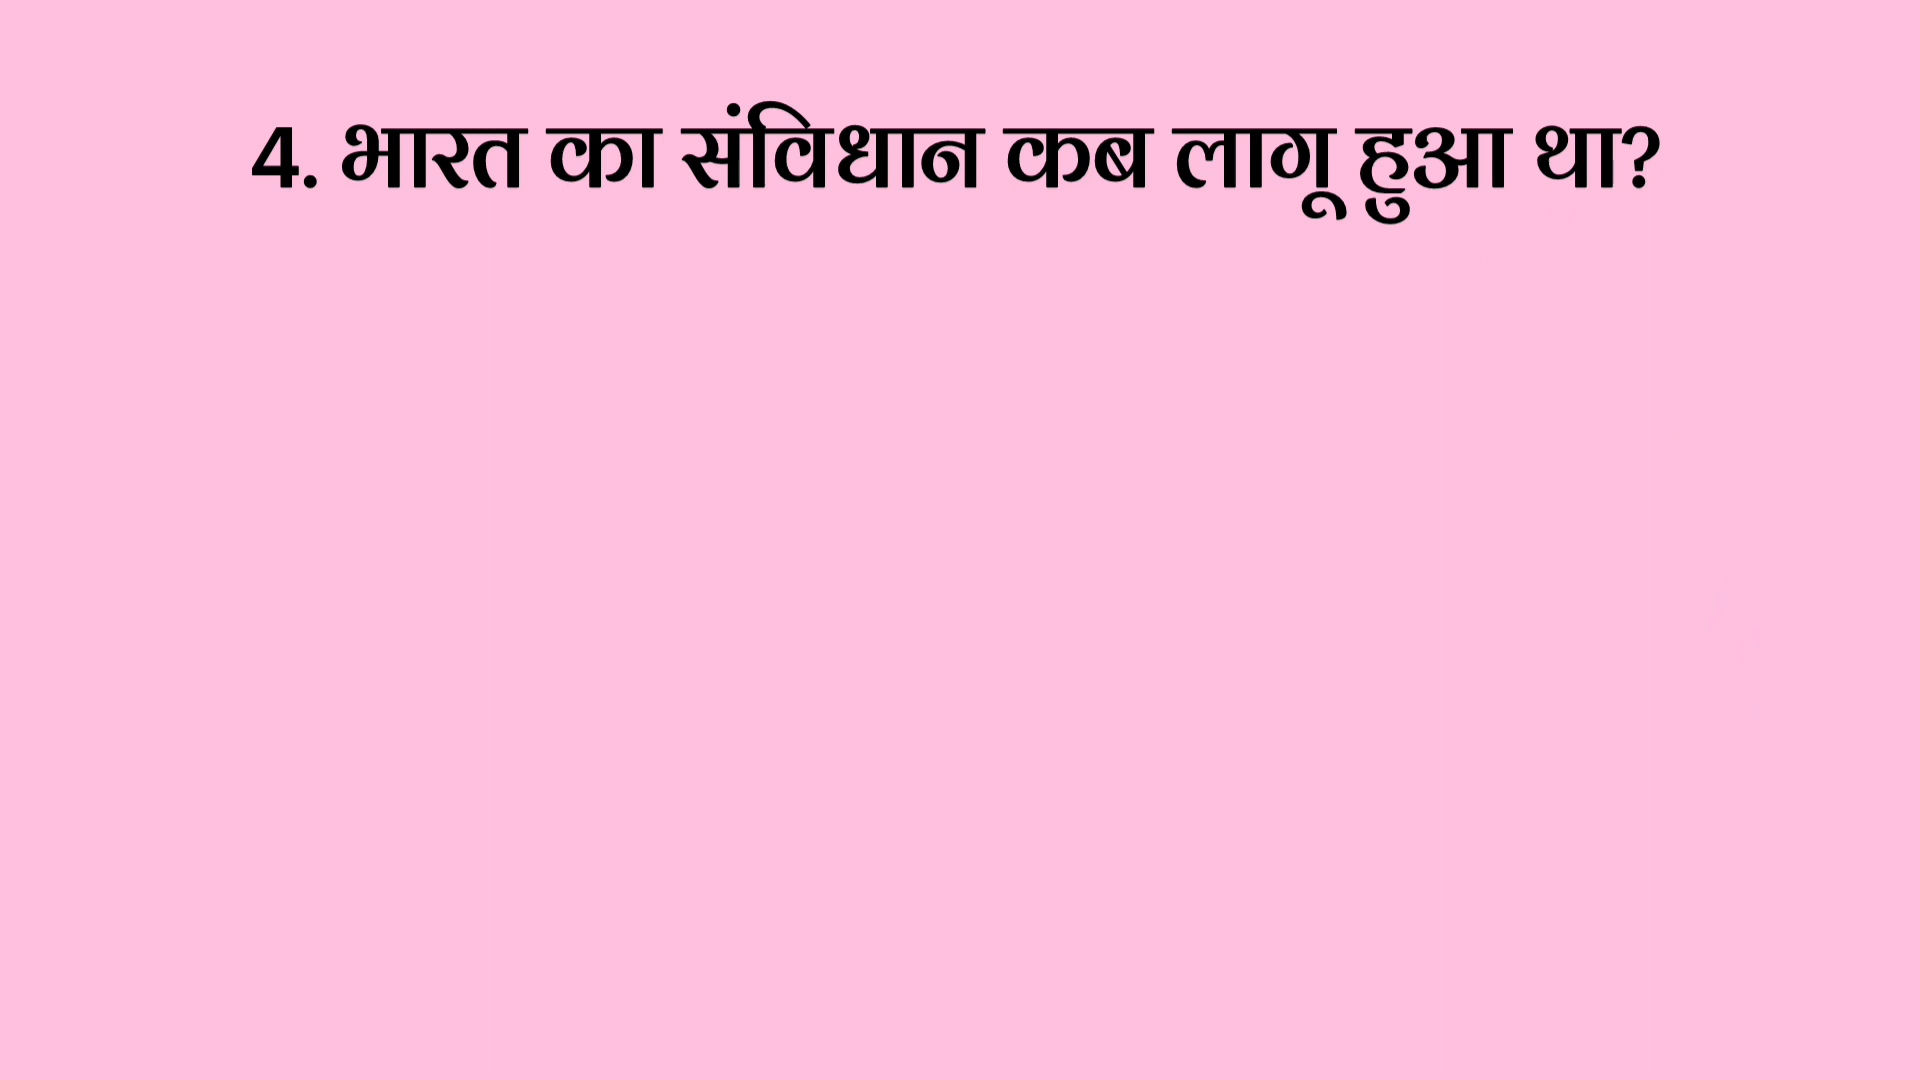 4. भारत का संविधान कब लागू हुआ था?